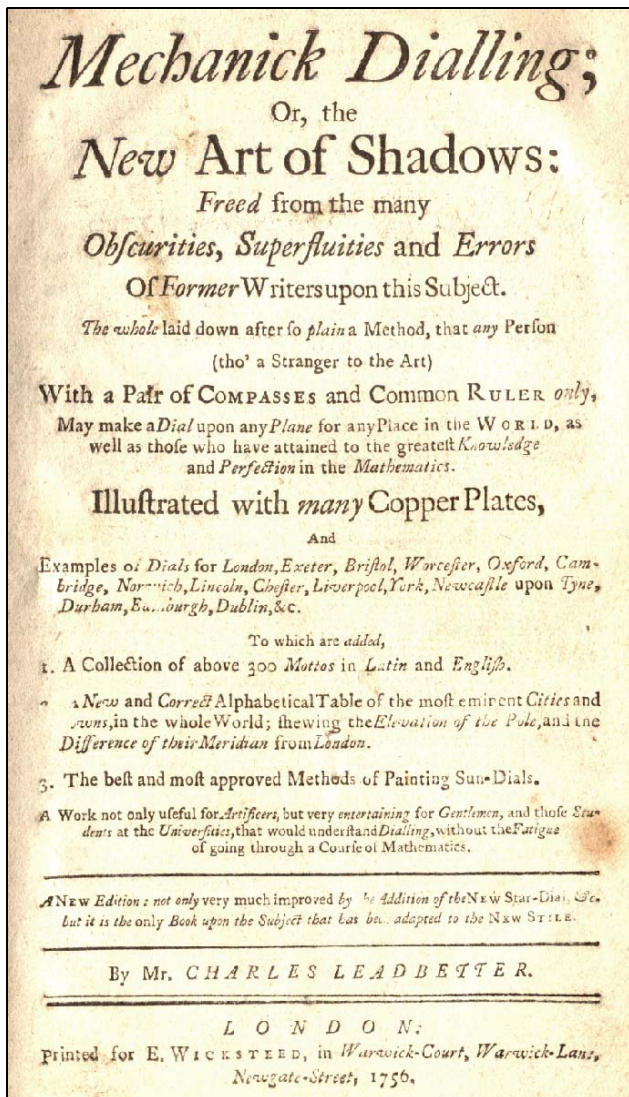 Mechanick Dialling;
Or, the
New Art of Shadows:
Freed from the many
Obſcurities, Superfluities and Errors
Of Former Writers upon this Subject.
The whole laid down after ſo plain a Method, that any Perſon
(tho' a Stranger to the Art)
With a Pair of COMPASSES and Common RULER only,
May make a Dial upon any Plane for any Place in the WORLD, as
well as thoſe who have attained to the greateſt Knowledge
and Perfection in the Mathematics.
Illuſtrated with many Copper Plates,
And
Examples of Dials for London, Exeter, Briſtol, Worceſter, Oxford, Cam-
bridge, Norwich, Lincoln, Cheſter, Liverpool, York, Newcaſtle upon Tyne,
Durham, Dublin, &c.
To which are added,
1. A Collection of above 300 Mottos in Latin and Engliſh.
New and Correct Alphabetical Table of the moſt eminent Cities and
in the whole World; ſhewing the Elevation of the Pole, and the
Difference of their Meridian from London.
3. The beſt and moſt approved Methods of Painting Sun-Dials.
A Work not only uſeful for Artificers, but very entertaining for Gentlemen, and thoſe Stu-
dents at the Univerſities, that would underſtand Dialling, without the Fatigue
of going through a Courſe of Mathematics.
A NEW Edition: not only very much improved by Addition of the NEW Star-Dial, &c.
but it is the only Book upon the Subject that has adapted to the NEW STILE.
By Mr. CHARLES LEADBETTER.
LONDON:
Printed for E. WICKSTEED, in Warwick-Court, Warwick-Lane,
Newgate-Street, 1756.